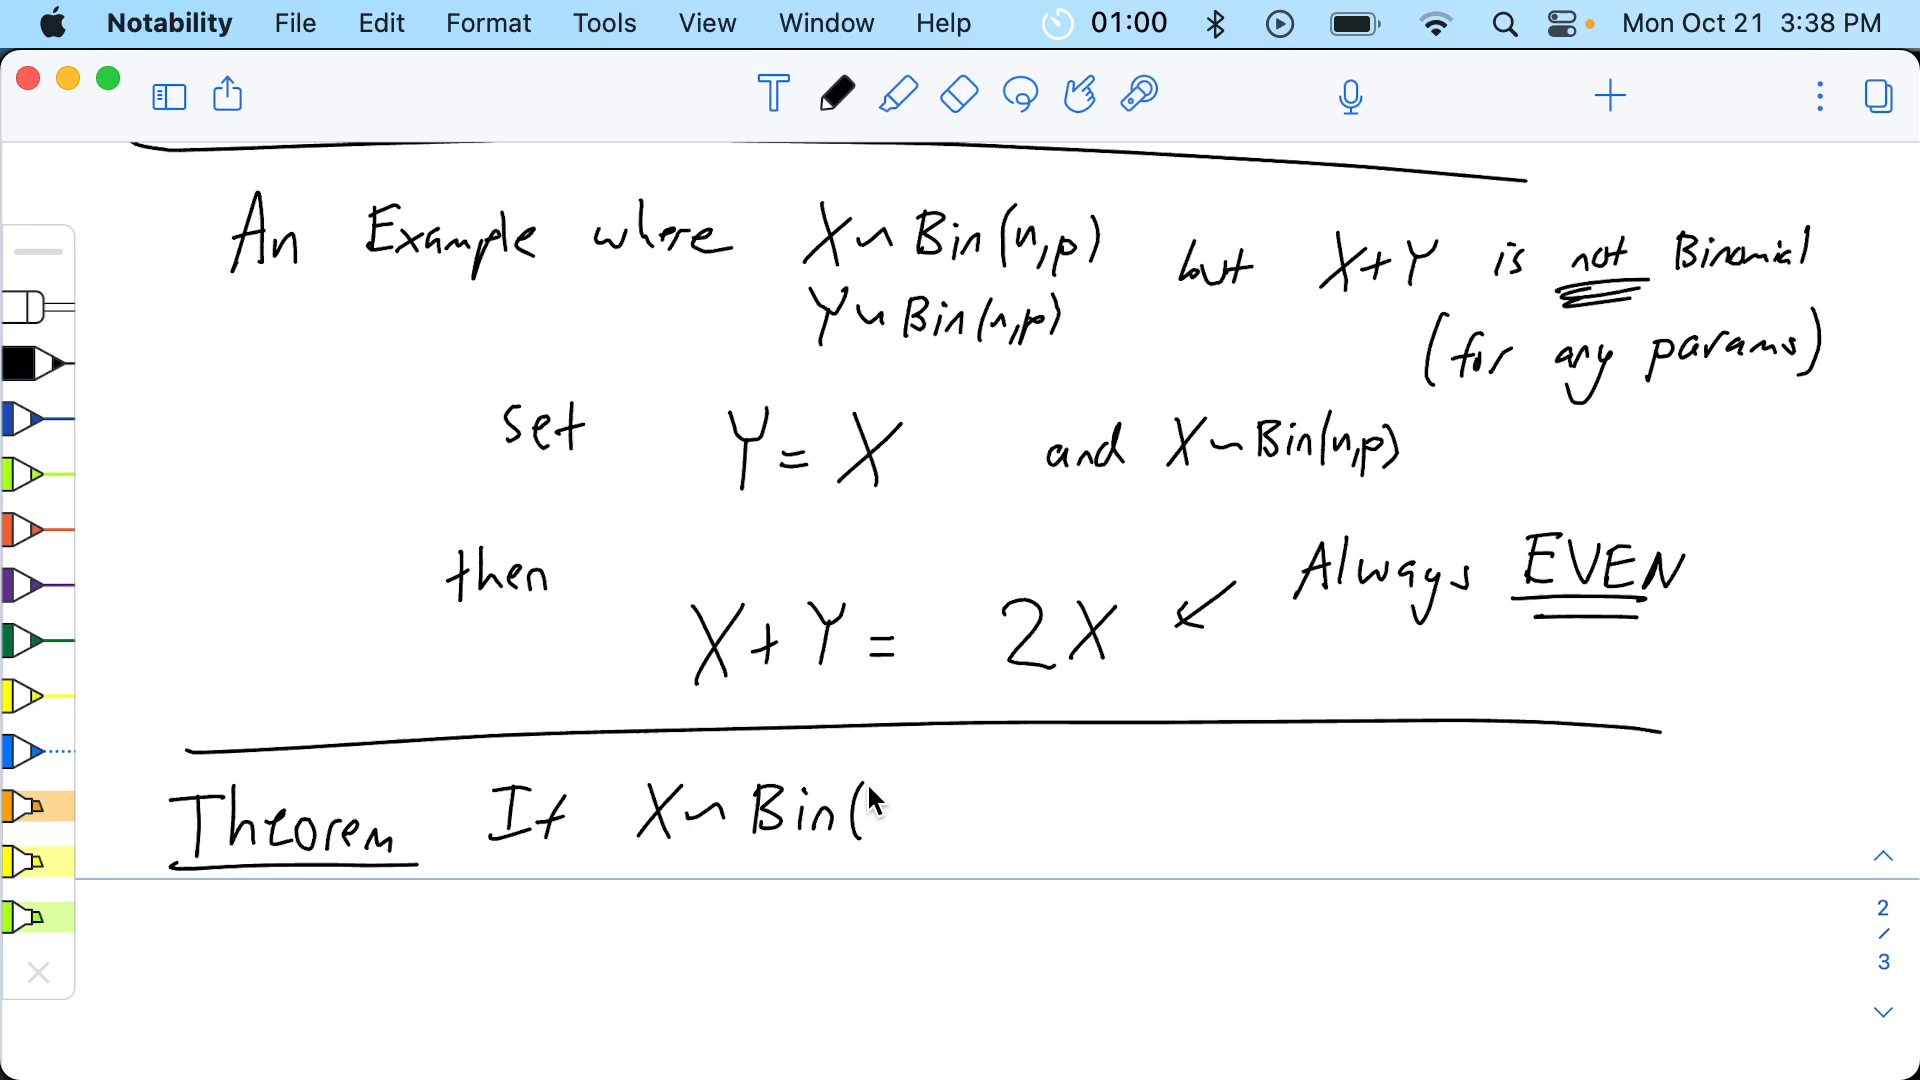 Notability File Edit Format Tools View Window Help 01:00 Mon Oct 21 3:38 PM
An Example where X~Bin(n,p) but X+Y is not Binomial
Y~Bin(n,p) (for any params)
set Y = X and X~Bin(n,p)
then X+Y = 2X ↙ Always EVEN
Theorem If X~Bin(
2
/
3